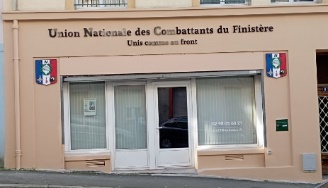 Union Nationale des Combattants du Finistère
Unis comme au front